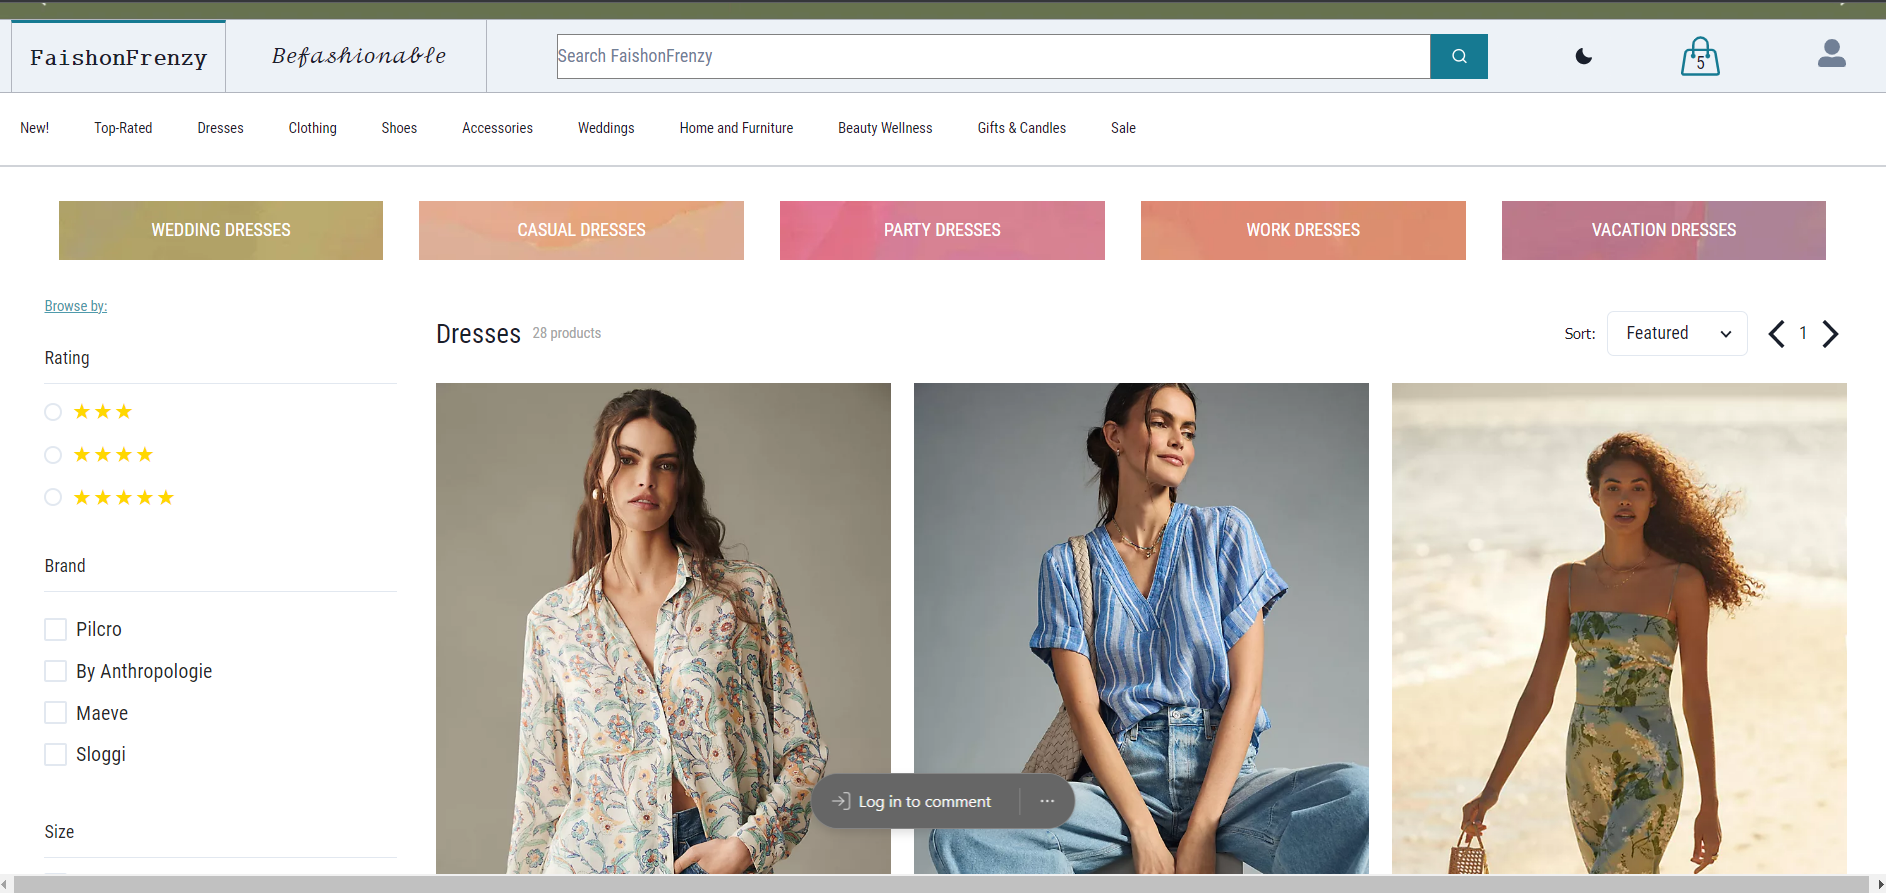 FaishonFrenzy
Befashionable
Search FaishonFrenzy
5
New! Top-Rated Dresses Clothing Shoes Accessories Weddings Home and Furniture Beauty Wellness Gifts & Candles Sale
WEDDING DRESSES CASUAL DRESSES PARTY DRESSES WORK DRESSES VACATION DRESSES
Browse by:
Rating
Brand
Pilcro
By Anthropologie
Maeve
Sloggi
Size
Dresses 28 products
Sort: Featured 1
Log in to comment